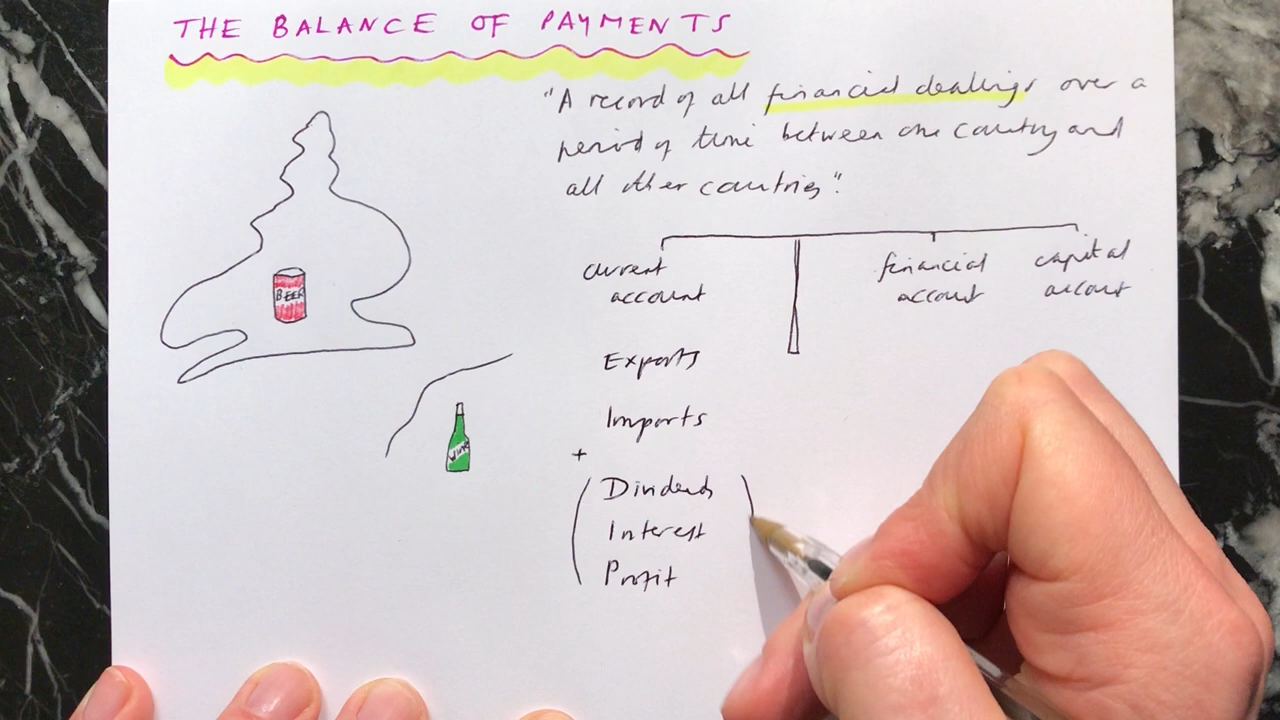 THE BALANCE OF PAYMENTS
"A record of all financial dealings over a
period of time between one country and
all other countries".
current
account
financial
account
capital
account
BEER
Exports
Imports
+
WINE
(Dividends)
Interest
Profit